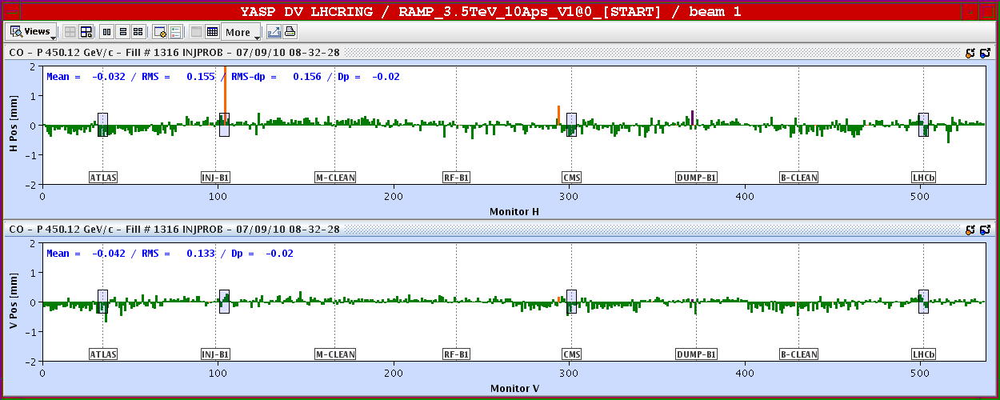 YASP DV LHCRING / RAMP_3.5TeV_10Aps_V1@0_[START] / beam 1
Views More
CO - P 450.12 GeV/c - Fill # 1316 INJPROB - 07/09/10 08-32-28
Mean = -0.032 / RMS = 0.155 / RMS-dp = 0.156 / Dp = -0.02
H Pos [mm]
2
1
0
-1
-2
ATLAS INJ-B1 M-CLEAN RF-B1 CMS DUMP-B1 B-CLEAN LHCb
0 100 200 300 400 500
Monitor H
CO - P 450.12 GeV/c - Fill # 1316 INJPROB - 07/09/10 08-32-28
Mean = -0.042 / RMS = 0.133 / Dp = -0.02
V Pos [mm]
2
1
0
-1
-2
ATLAS INJ-B1 M-CLEAN RF-B1 CMS DUMP-B1 B-CLEAN LHCb
0 100 200 300 400 500
Monitor V